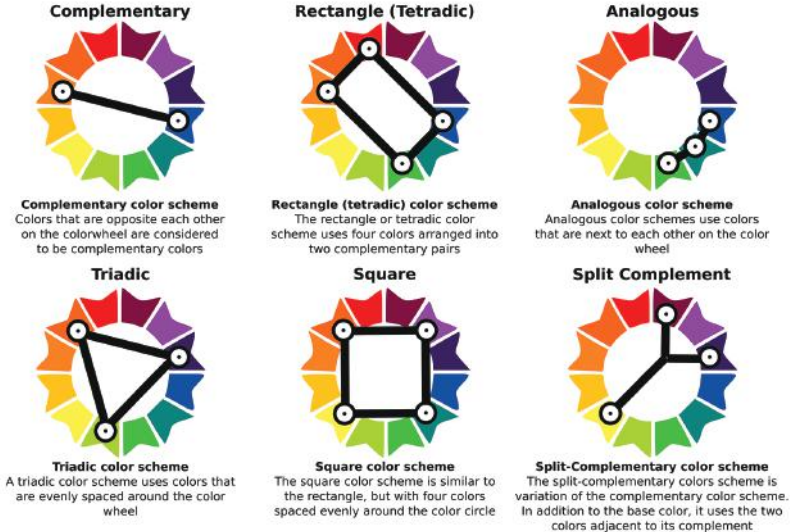 Complementary
Rectangle (Tetradic)
Analogous
Complementary color scheme
Colors that are opposite each other
on the colorwheel are considered
to be complementary colors
Rectangle (tetradic) color scheme
The rectangle or tetradic color
scheme uses four colors arranged into
two complementary pairs
Analogous color scheme
Analogous color schemes use colors
that are next to each other on the color
wheel
Triadic
Square
Split Complement
Triadic color scheme
A triadic color scheme uses colors that
are evenly spaced around the color
wheel
Square color scheme
The square color scheme is similar to
the rectangle, but with four colors
spaced evenly around the color circle
Split-Complementary color scheme
The split-complementary colors scheme is
variation of the complementary color scheme.
In addition to the base color, it uses the two
colors adjacent to its complement